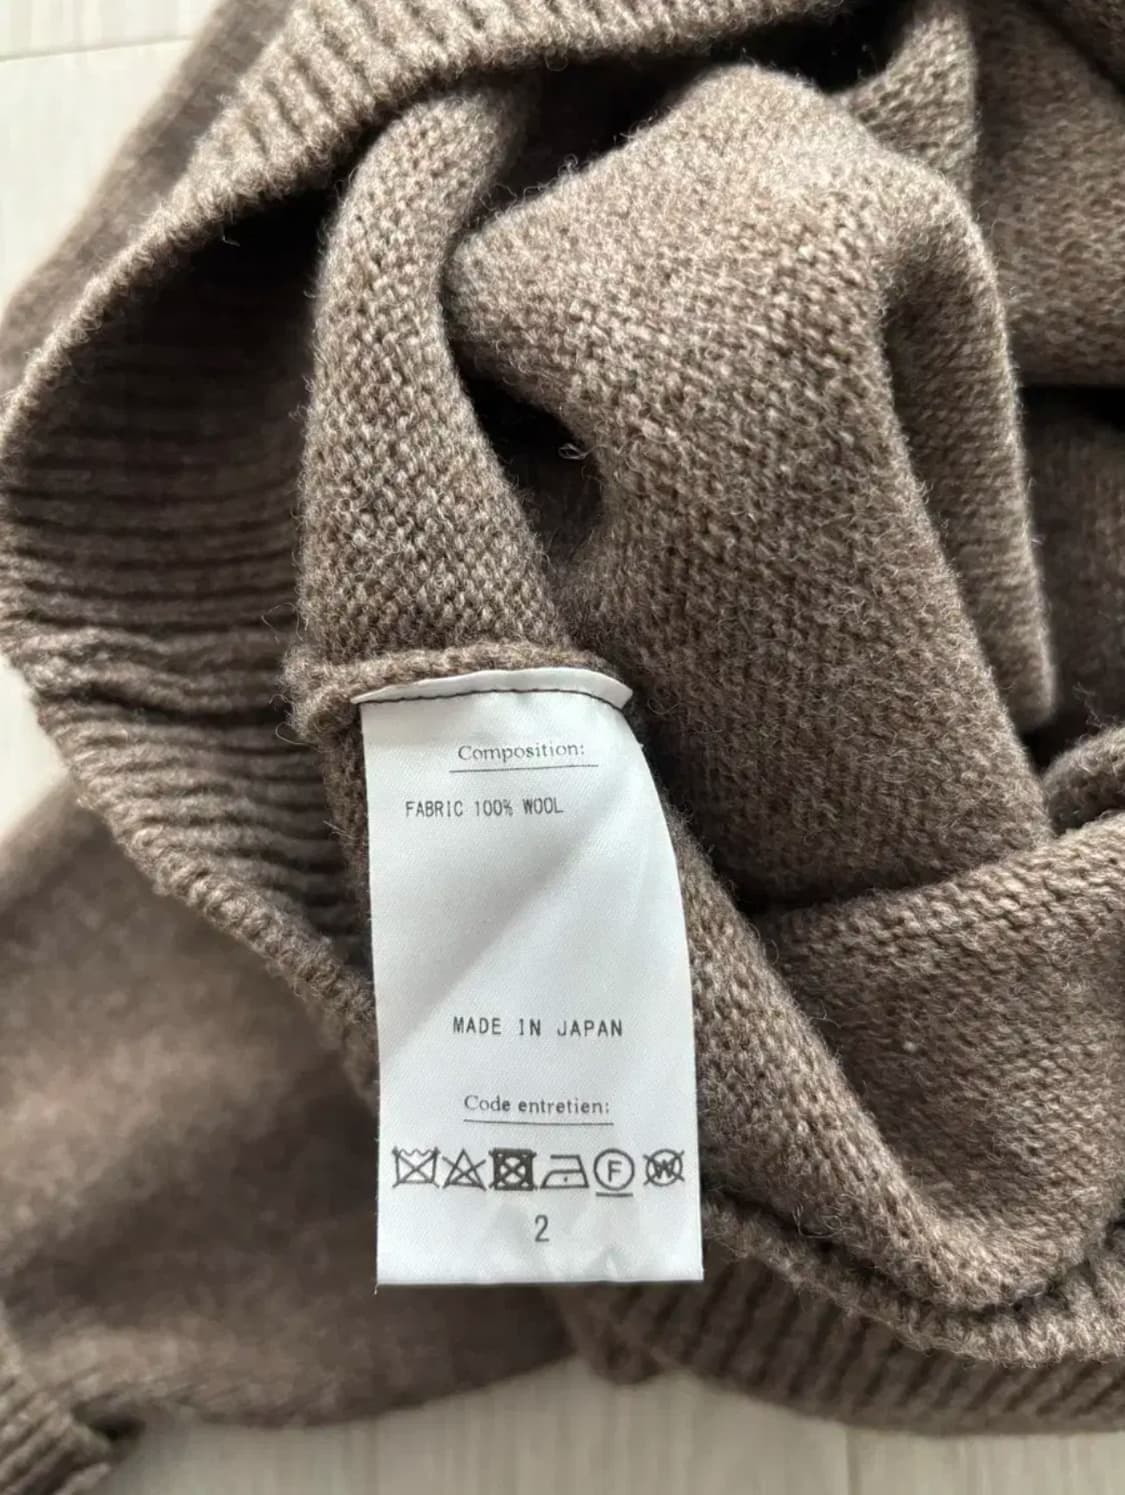 Composition:
FABRIC 100% WOOL
MADE IN JAPAN
Code entretien:
F W
2